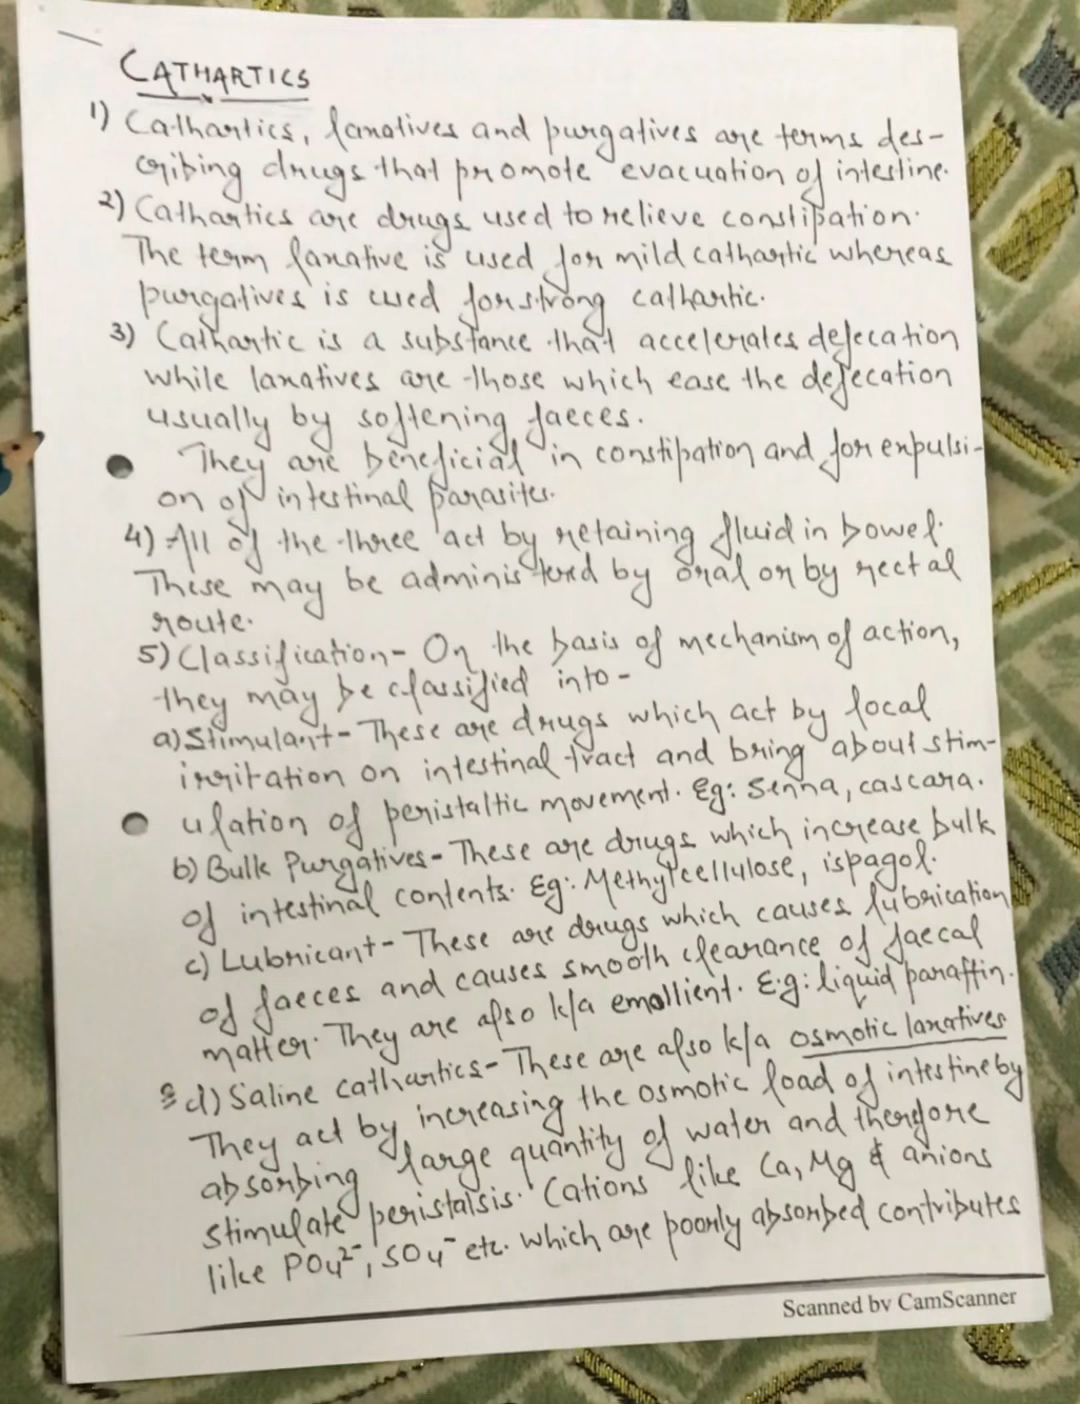 CATHARTICS
1) Cathartics, laxatives and purgatives are terms des-
cribing drugs that promote evacuation of intestine.
2) Cathartics are drugs used to relieve constipation.
The term laxative is used for mild cathartic whereas
purgatives is used for strong cathartic.
3) Cathartic is a substance that accelerates defecation
while laxatives are those which ease the defecation
usually by softening faeces.
They are beneficial in constipation and for expulsi-
on of intestinal parasites.
4) All of the three act by retaining fluid in bowel.
These may be administered by oral or by rectal
route.
5) Classification- On the basis of mechanism of action,
they may be classified into -
a) Stimulant- These are drugs which act by local
irritation on intestinal tract and bring about stim-
ulation of peristaltic movement. Eg: Senna, cascara.
b) Bulk Purgatives- These are drugs which increase bulk
of intestinal contents. Eg: Methylcellulose, ispagol.
c) Lubricant- These are drugs which causes lubrication
of faeces and causes smooth clearance of faecal
matter. They are also k/a emollient. E.g: liquid paraffin.
d) Saline cathartics- These are also k/a osmotic laxatives
They act by increasing the osmotic load of intestine by
absorbing large quantity of water and therefore
stimulate peristalsis. Cations like Ca, Mg & anions
like PO4²⁻, SO4⁻ etc. which are poorly absorbed contributes
Scanned by CamScanner